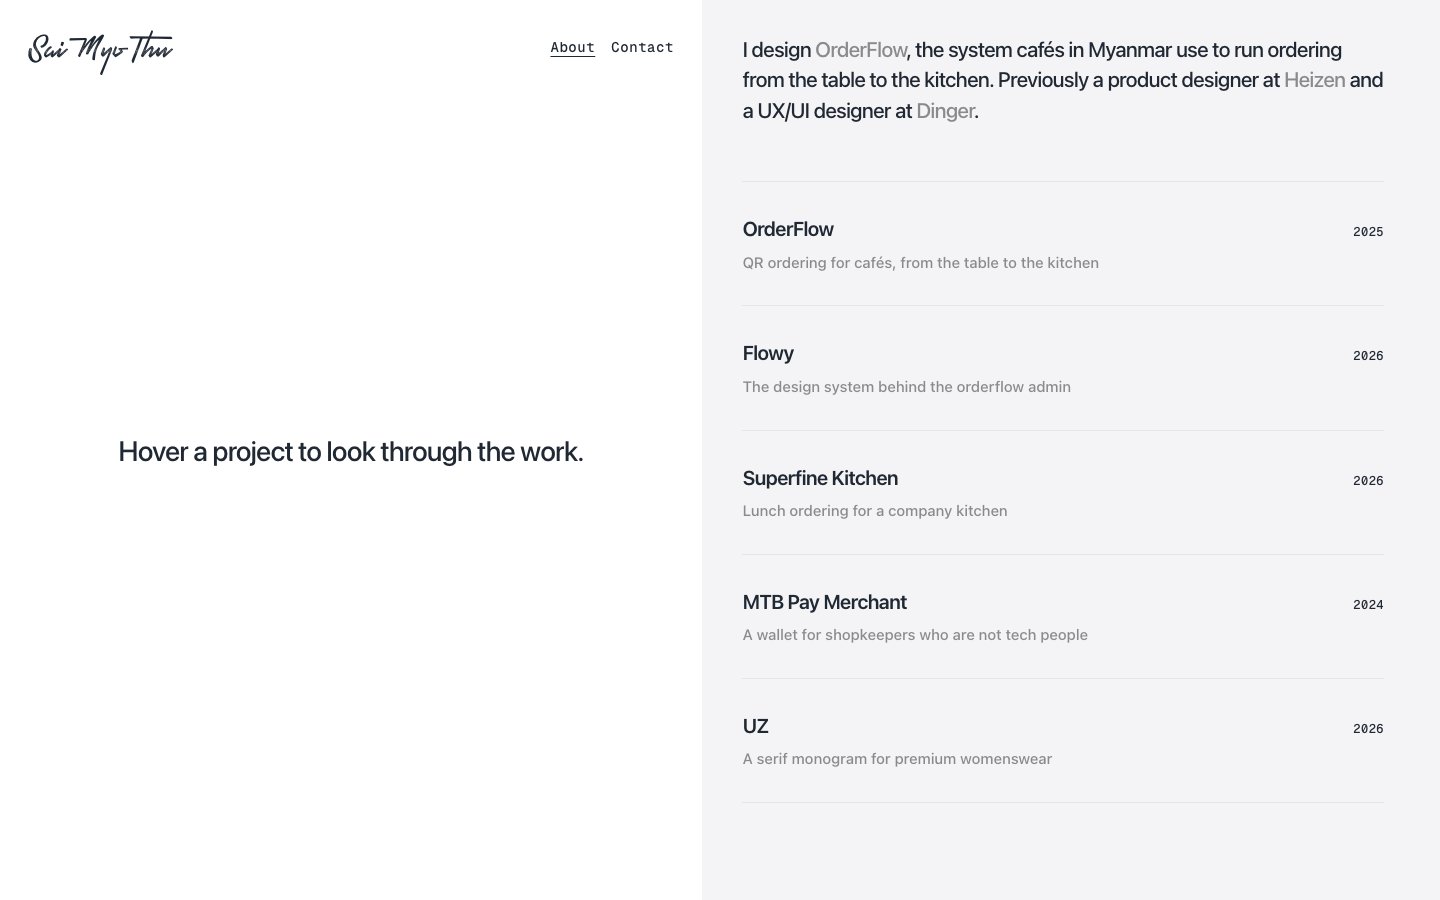 Sai Myo Thu
About Contact
Hover a project to look through the work.
I design OrderFlow, the system cafés in Myanmar use to run ordering
from the table to the kitchen. Previously a product designer at Heizen and
a UX/UI designer at Dinger.
OrderFlow 2025
QR ordering for cafés, from the table to the kitchen
Flowy 2026
The design system behind the orderflow admin
Superfine Kitchen 2026
Lunch ordering for a company kitchen
MTB Pay Merchant 2024
A wallet for shopkeepers who are not tech people
UZ 2026
A serif monogram for premium womenswear